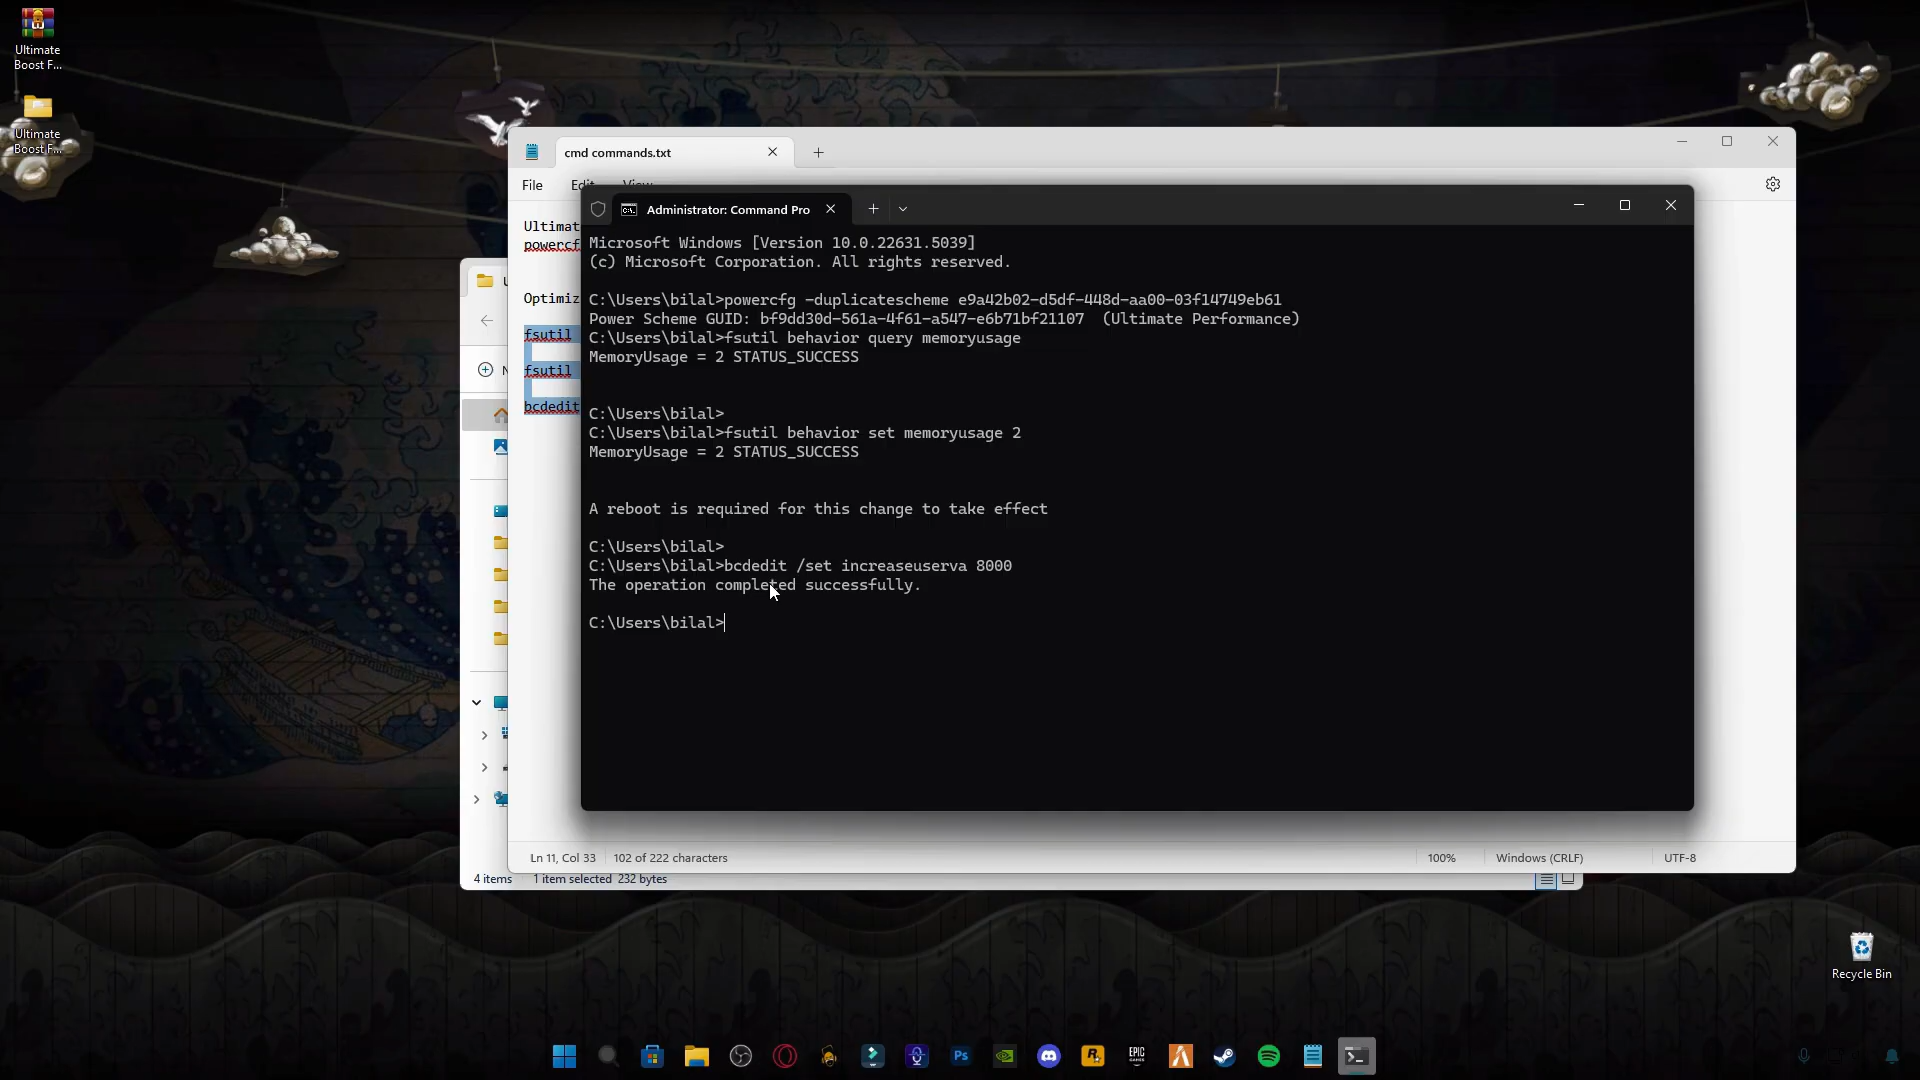 Ultimate
Boost F...
Ultimate
Boost F...
cmd commands.txt
File
Edit
View
Ultimat
powercf
Optimiz
fsutil
fsutil
bcdedit
Administrator: Command Pro
Microsoft Windows [Version 10.0.22631.5039]
(c) Microsoft Corporation. All rights reserved.
C:\Users\bilal>powercfg -duplicatescheme e9a42b02-d5df-448d-aa00-03f14749eb61
Power Scheme GUID: bf9dd30d-561a-4f61-a547-e6b71bf21107  (Ultimate Performance)
C:\Users\bilal>fsutil behavior query memoryusage
MemoryUsage = 2 STATUS_SUCCESS
C:\Users\bilal>
C:\Users\bilal>fsutil behavior set memoryusage 2
MemoryUsage = 2 STATUS_SUCCESS
A reboot is required for this change to take effect
C:\Users\bilal>
C:\Users\bilal>bcdedit /set increaseuserva 8000
The operation completed successfully.
C:\Users\bilal>
Ln 11, Col 33
102 of 222 characters
100%
Windows (CRLF)
UTF-8
4 items
1 item selected 232 bytes
Recycle Bin
Ps
EPIC
GAMES